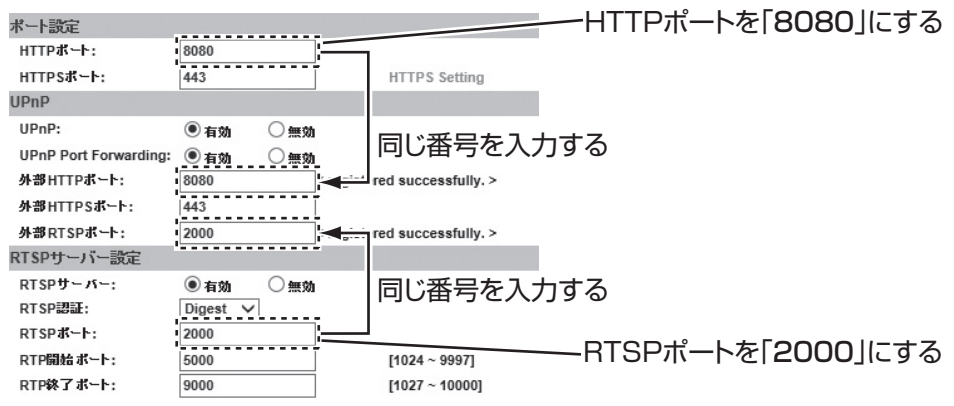 ポート設定
HTTPポートを「8080」にする
HTTPポート: 8080
HTTPSポート: 443 HTTPS Setting
UPnP
UPnP: 有効 無効
同じ番号を入力する
UPnP Port Forwarding: 有効 無効
外部HTTPポート: 8080 red successfully. >
外部HTTPSポート: 443
外部RTSPポート: 2000 red successfully. >
RTSPサーバー設定
RTSPサーバー: 有効 無効
同じ番号を入力する
RTSP認証: Digest
RTSPポート: 2000
RTSPポートを「2000」にする
RTP開始ポート: 5000 [1024 ~ 9997]
RTP終了ポート: 9000 [1027 ~ 10000]